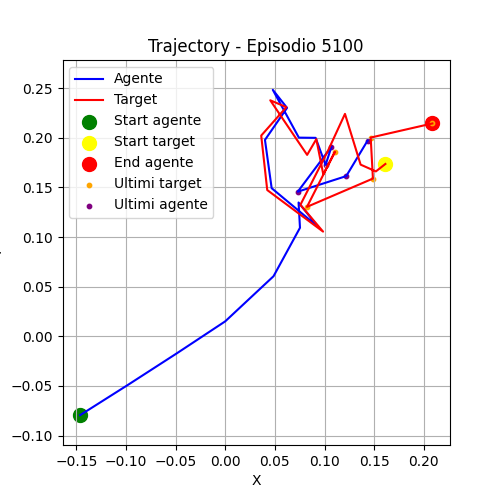 Trajectory - Episodio 5100
Agente
Target
Start agente
Start target
End agente
Ultimi target
Ultimi agente
0.25
0.20
0.15
0.10
0.05
0.00
−0.05
−0.10
−0.15
−0.10
−0.05
0.00
0.05
0.10
0.15
0.20
X